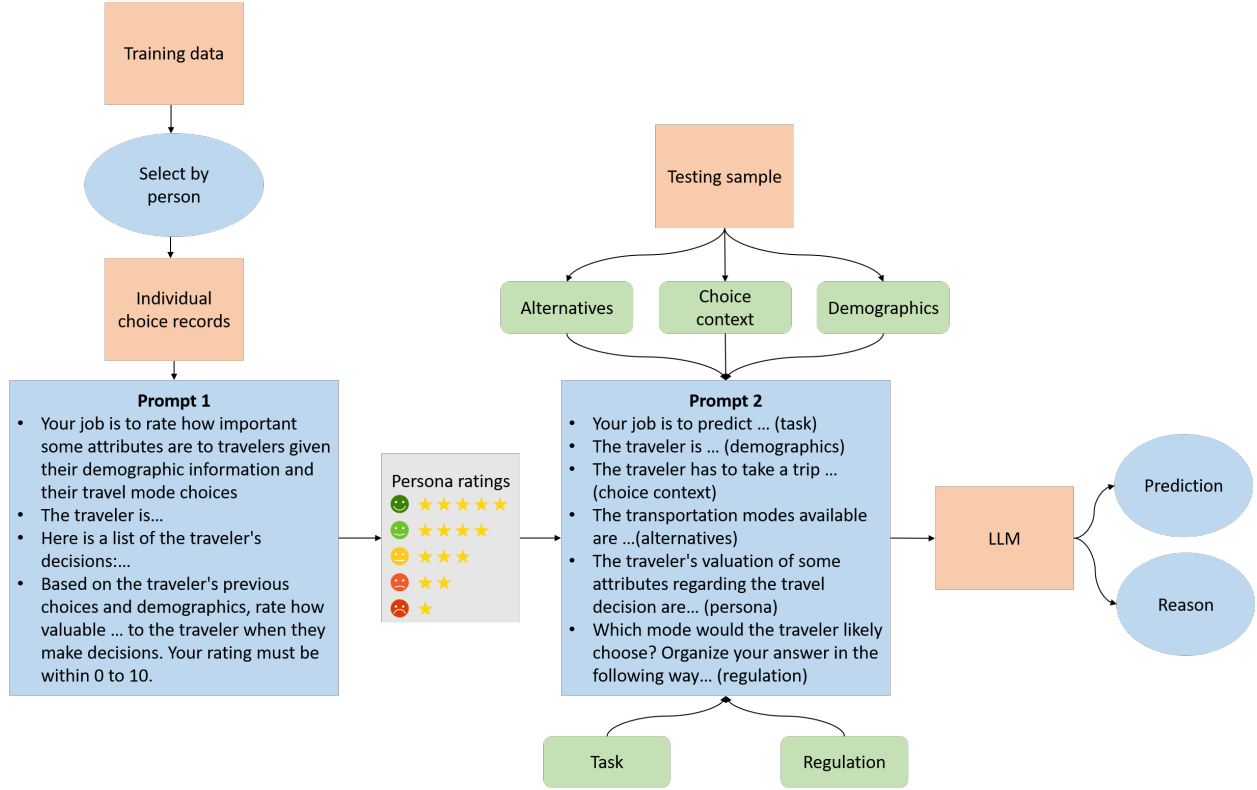 Training data
Select by
person
Individual
choice records
Prompt 1
• Your job is to rate how important
some attributes are to travelers given
their demographic information and
their travel mode choices
• The traveler is…
• Here is a list of the traveler's
decisions:…
• Based on the traveler's previous
choices and demographics, rate how
valuable … to the traveler when they
make decisions. Your rating must be
within 0 to 10.
Persona ratings
Testing sample
Alternatives
Choice
context
Demographics
Prompt 2
• Your job is to predict … (task)
• The traveler is … (demographics)
• The traveler has to take a trip …
(choice context)
• The transportation modes available
are …(alternatives)
• The traveler's valuation of some
attributes regarding the travel
decision are… (persona)
• Which mode would the traveler likely
choose? Organize your answer in the
following way… (regulation)
Task
Regulation
LLM
Prediction
Reason